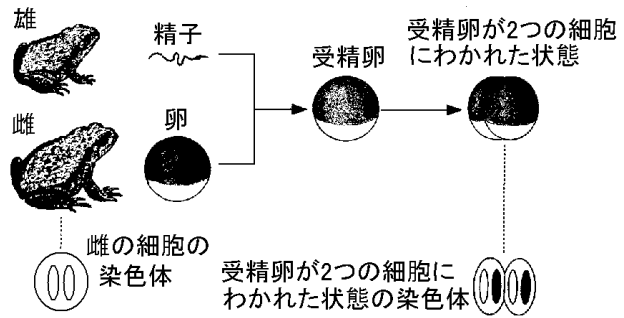 雄
精子
雌
卵
受精卵
受精卵が2つの細胞
にわかれた状態
雌の細胞の
染色体
受精卵が2つの細胞に
わかれた状態の染色体